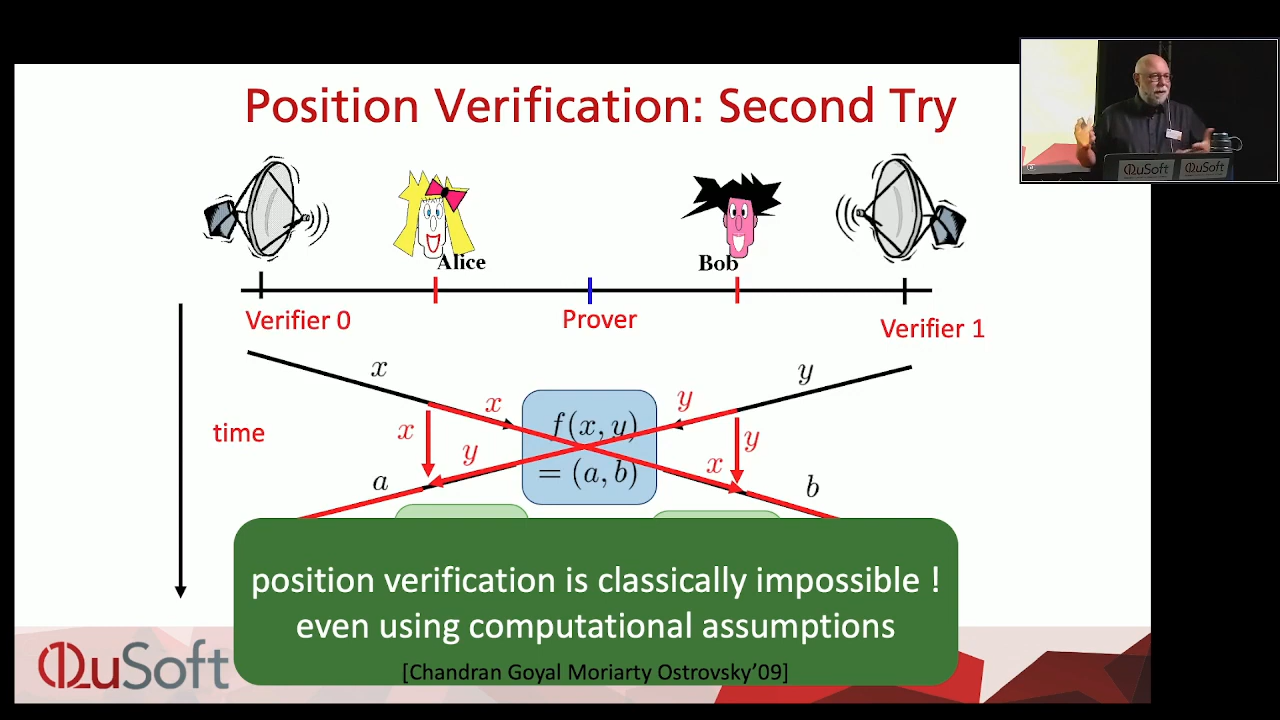 Position Verification: Second Try
Alice
Bob
Verifier 0
Prover
Verifier 1
x
y
x
y
f(x, y)
= (a, b)
x
y
y
x
time
a
b
position verification is classically impossible !
even using computational assumptions
[Chandran Goyal Moriarty Ostrovsky'09]
QuSoft
QuSoft
QuSoft